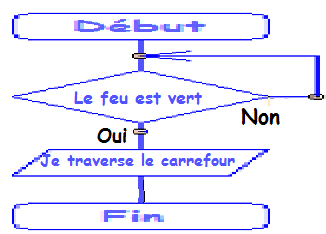 Début
Le feu est vert
Non
Oui
Je traverse le carrefour
Fin